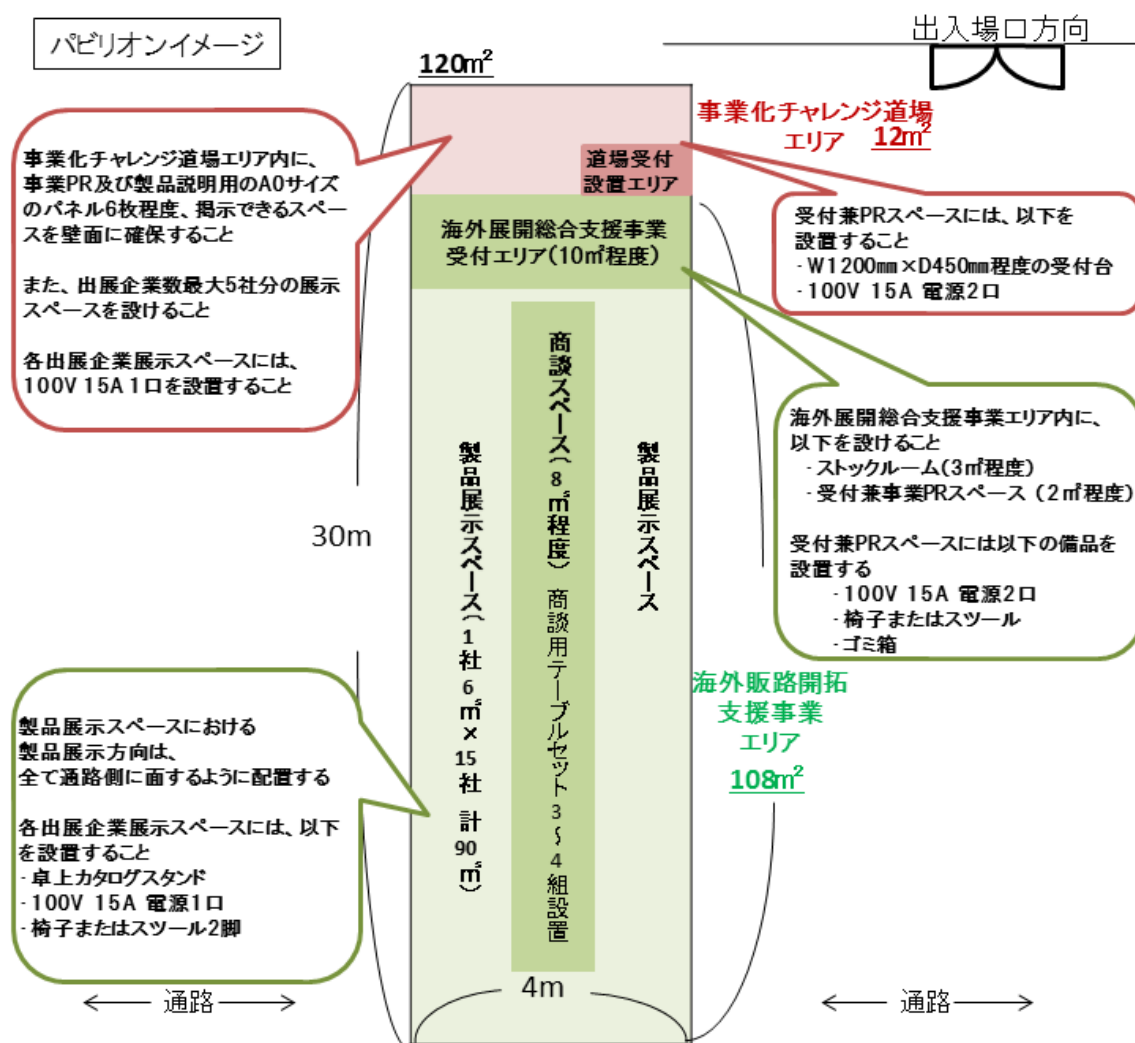 パビリオンイメージ
出入場口方向
120㎡
事業化チャレンジ道場
エリア 12㎡
事業化チャレンジ道場エリア内に、
事業PR及び製品説明用のA0サイズ
のパネル6枚程度、掲示できるスペー
スを壁面に確保すること
また、出展企業数最大5社分の展示
スペースを設けること
各出展企業展示スペースには、
100V 15A 1口を設置すること
道場受付
設置エリア
受付兼PRスペースには、以下を
設置すること
・W1200㎜×D450㎜程度の受付台
・100V 15A 電源2口
海外展開総合支援事業
受付エリア(10㎡程度)
海外展開総合支援事業エリア内に、
以下を設けること
・ストックルーム(3㎡程度)
・受付兼事業PRスペース (2㎡程度)
受付兼PRスペースには以下の備品を
設置する
・100V 15A 電源2口
・椅子またはスツール
・ゴミ箱
30m
製品展示スペース(1社6㎡×15社 計90㎡)
商談スペース(8㎡程度) 商談用テーブルセット3~4組設置
製品展示スペース
海外販路開拓
支援事業
エリア
108㎡
製品展示スペースにおける
製品展示方向は、
全て通路側に面するように配置する
各出展企業展示スペースには、以下
を設置すること
・卓上カタログスタンド
・100V 15A 電源1口
・椅子またはスツール2脚
4m
通路
通路